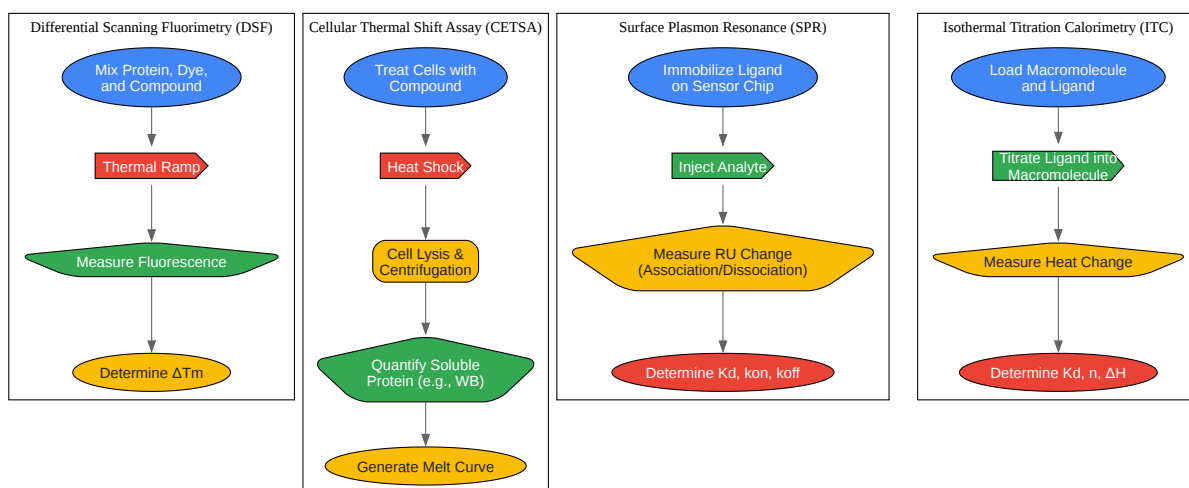 Differential Scanning Fluorimetry (DSF)
Mix Protein, Dye,
and Compound
Thermal Ramp
Measure Fluorescence
Determine ΔTm
Cellular Thermal Shift Assay (CETSA)
Treat Cells with
Compound
Heat Shock
Cell Lysis &
Centrifugation
Quantify Soluble
Protein (e.g., WB)
Generate Melt Curve
Surface Plasmon Resonance (SPR)
Immobilize Ligand
on Sensor Chip
Inject Analyte
Measure RU Change
(Association/Dissociation)
Determine Kd, kon, koff
Isothermal Titration Calorimetry (ITC)
Load Macromolecule
and Ligand
Titrate Ligand into
Macromolecule
Measure Heat Change
Determine Kd, n, ΔH